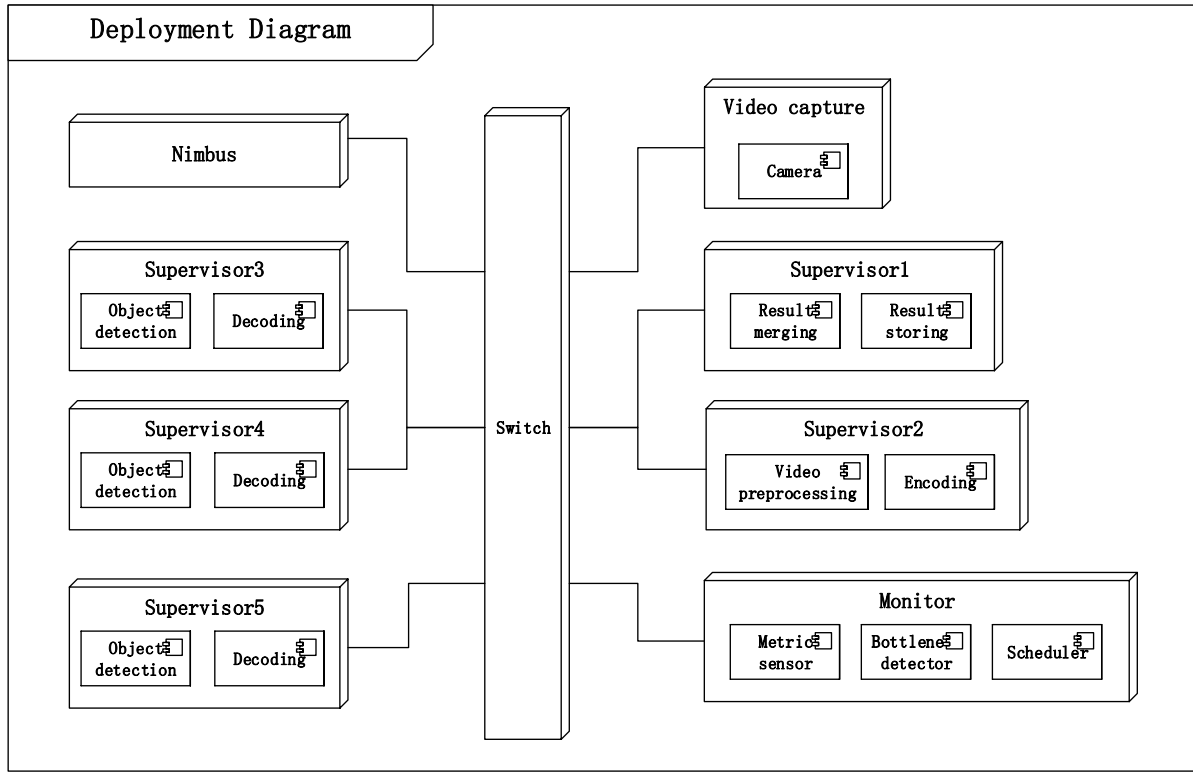 Deployment Diagram
Nimbus
Supervisor3
Object
detection
Decoding
Supervisor4
Object
detection
Decoding
Supervisor5
Object
detection
Decoding
Switch
Video capture
Camera
Supervisor1
Result
merging
Result
storing
Supervisor2
Video
preprocessing
Encoding
Monitor
Metric
sensor
Bottlene
detector
Scheduler